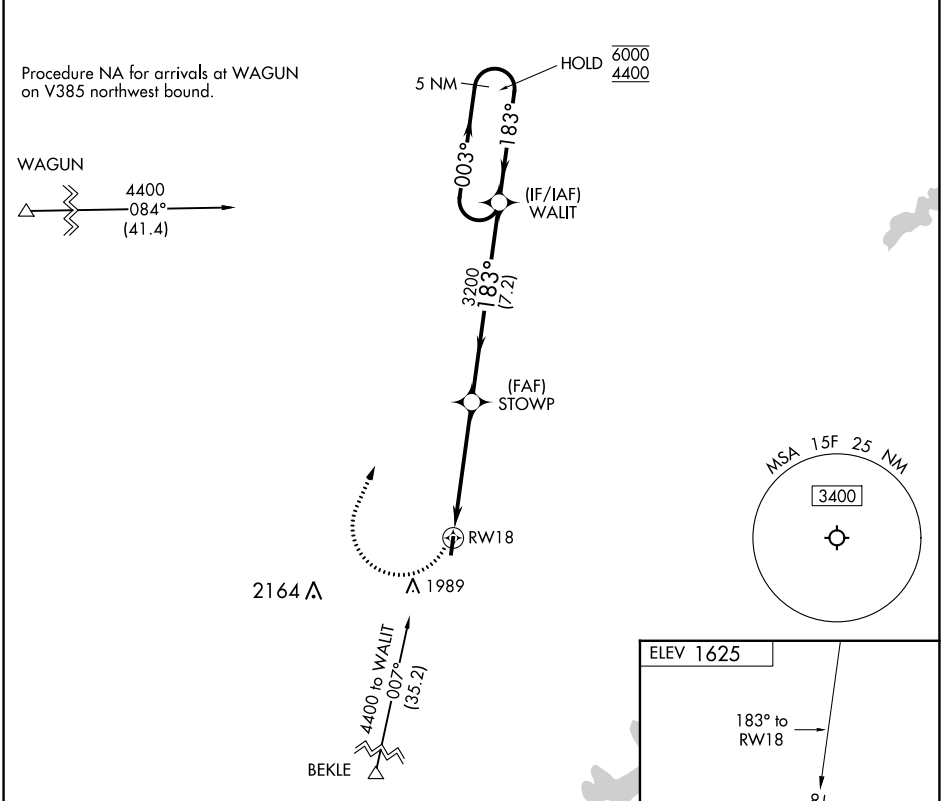 Procedure NA for arrivals at WAGUN
on V385 northwest bound.
HOLD 6000
4400
5 NM
183°
003°
WAGUN
4400
084°
(41.4)
(IF/IAF)
WALIT
3200
183°
(7.2)
(FAF)
STOWP
MSA 15F 25 NM
3400
RW18
2164
1989
4400 to WALIT
007°
(35.2)
BEKLE
ELEV 1625
183° to
RW18